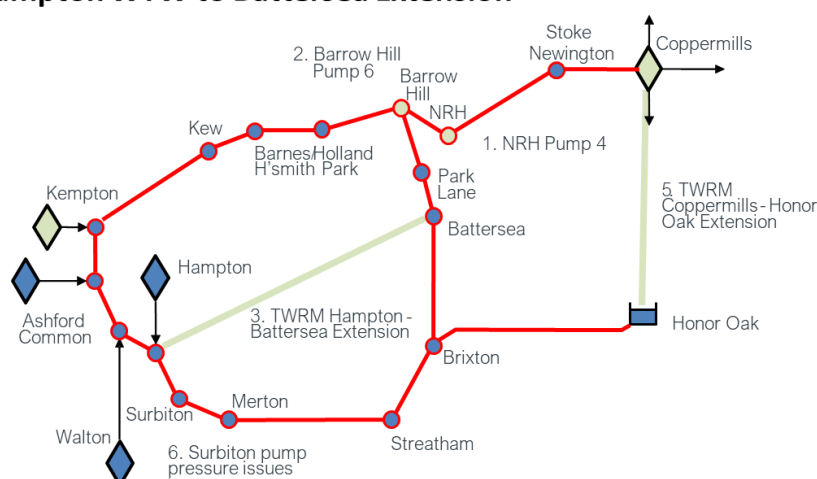 Stoke
Newington
Coppermills
2. Barrow Hill
Pump 6
Barrow
Hill
NRH
1. NRH Pump 4
Kew
Barnes/Holland
H'smith Park
Park
Lane
Kempton
5. TWRM
Coppermills - Honor
Oak Extension
Battersea
Hampton
3. TWRM Hampton -
Battersea Extension
Ashford
Common
Honor Oak
Brixton
Surbiton
Merton
Walton
Streatham
6. Surbiton pump
pressure issues